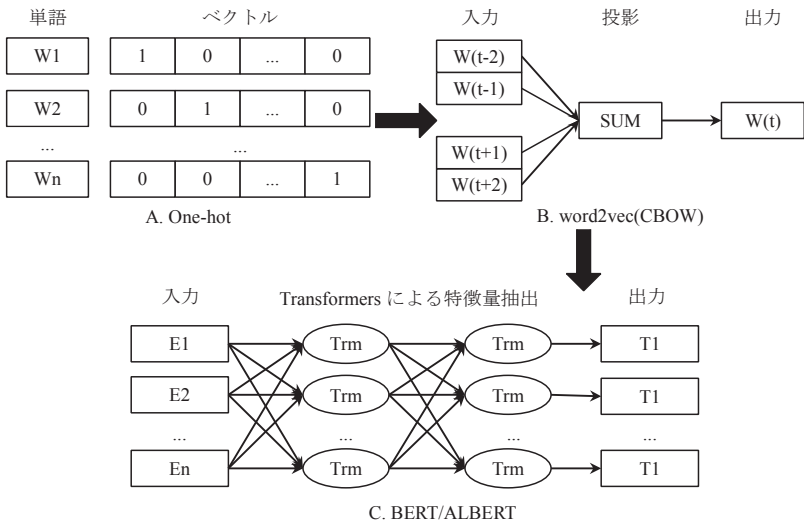 単語 ベクトル
W1 1 0 ... 0
W2 0 1 ... 0
... ...
Wn 0 0 ... 1
A. One-hot
入力 投影 出力
W(t-2)
W(t-1)
SUM W(t)
W(t+1)
W(t+2)
B. word2vec(CBOW)
入力 Transformers による特徴量抽出 出力
E1 Trm Trm T1
E2 Trm Trm T1
... ... ... ...
En Trm Trm T1
C. BERT/ALBERT